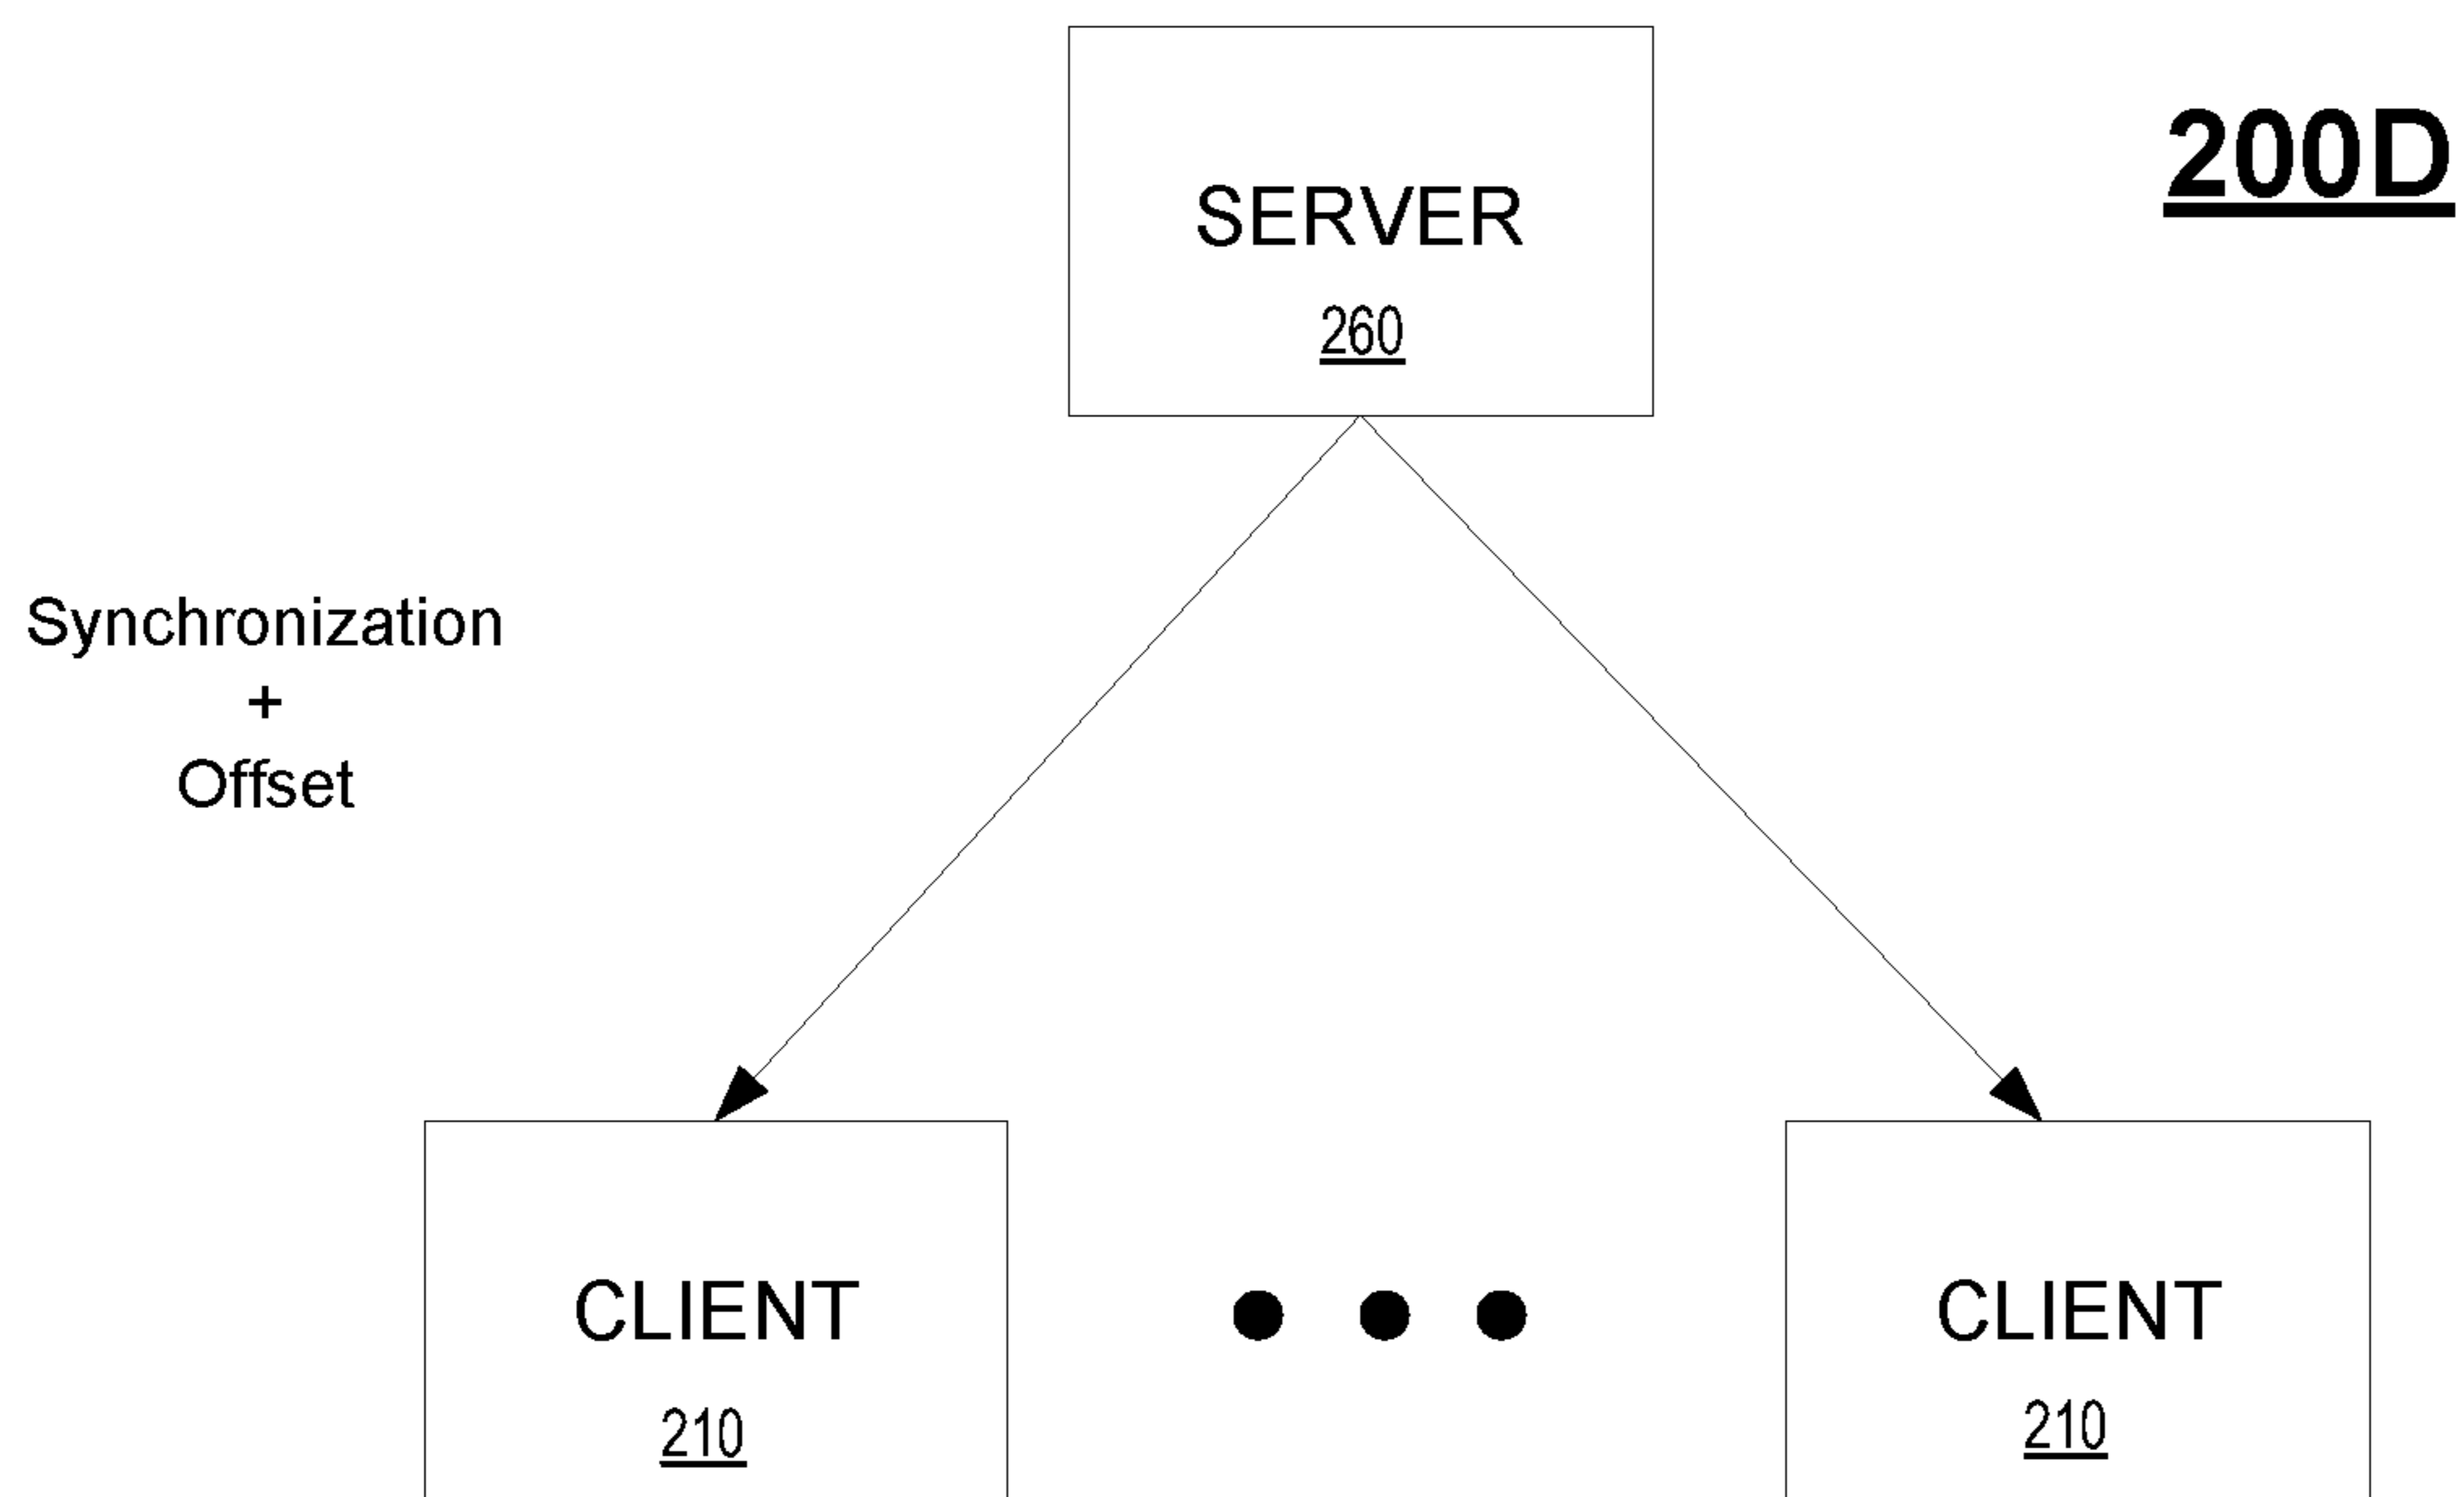 200D
SERVER
260
Synchronization
+
Offset
CLIENT
210
CLIENT
210